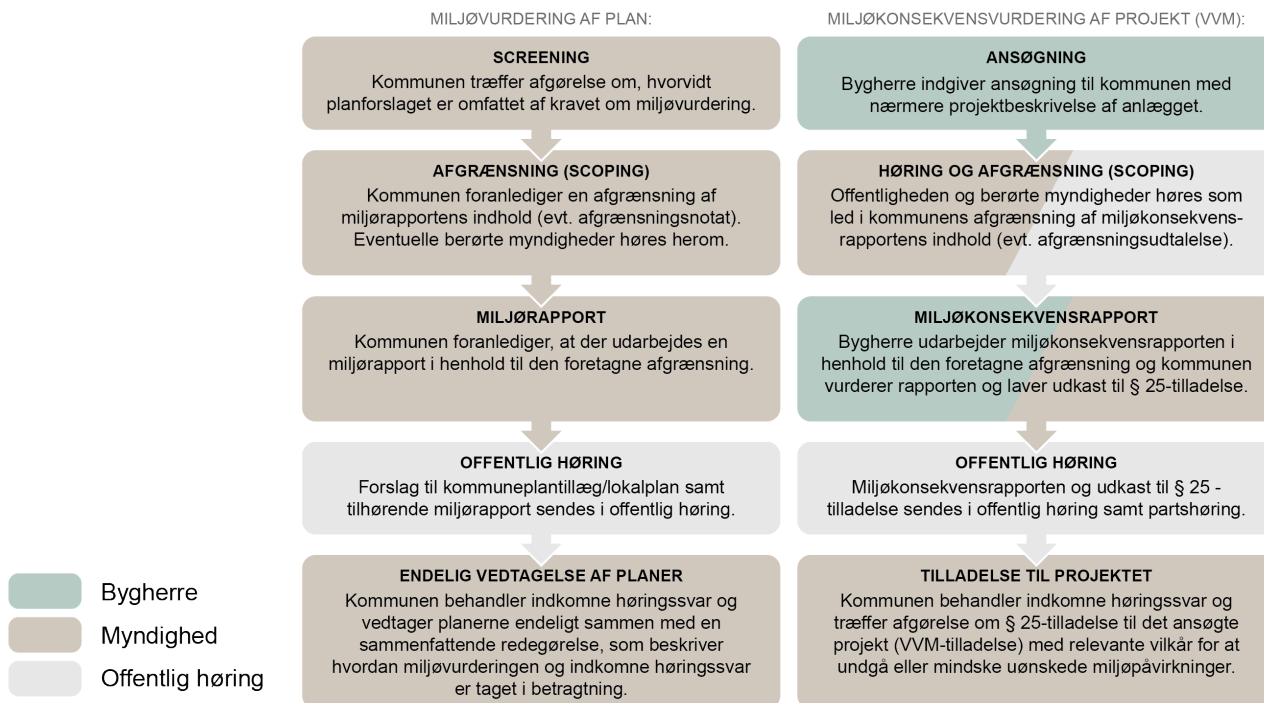 MILJØVURDERING AF PLAN:
SCREENING
Kommunen træffer afgørelse om, hvorvidt
planforslaget er omfattet af kravet om miljøvurdering.
AFGRÆNSNING (SCOPING)
Kommunen foranlediger en afgrænsning af
miljørapportens indhold (evt. afgrænsningsnotat).
Eventuelle berørte myndigheder høres herom.
MILJØRAPPORT
Kommunen foranlediger, at der udarbejdes en
miljørapport i henhold til den foretagne afgrænsning.
OFFENTLIG HØRING
Forslag til kommuneplantillæg/lokalplan samt
tilhørende miljørapport sendes i offentlig høring.
ENDELIG VEDTAGELSE AF PLANER
Kommunen behandler indkomne høringssvar og
vedtager planerne endeligt sammen med en
sammenfattende redegørelse, som beskriver
hvordan miljøvurderingen og indkomne høringssvar
er taget i betragtning.
MILJØKONSEKVENSVURDERING AF PROJEKT (VVM):
ANSØGNING
Bygherre indgiver ansøgning til kommunen med
nærmere projektbeskrivelse af anlægget.
HØRING OG AFGRÆNSNING (SCOPING)
Offentligheden og berørte myndigheder høres som
led i kommunens afgrænsning af miljøkonsekvens-
rapportens indhold (evt. afgrænsningsudtalelse).
MILJØKONSEKVENSRAPPORT
Bygherre udarbejder miljøkonsekvensrapporten i
henhold til den foretagne afgrænsning og kommunen
vurderer rapporten og laver udkast til § 25-tilladelse.
OFFENTLIG HØRING
Miljøkonsekvensrapporten og udkast til § 25 -
tilladelse sendes i offentlig høring samt partshøring.
TILLADELSE TIL PROJEKTET
Kommunen behandler indkomne høringssvar og
træffer afgørelse om § 25-tilladelse til det ansøgte
projekt (VVM-tilladelse) med relevante vilkår for at
undgå eller mindske uønskede miljøpåvirkninger.
Bygherre
Myndighed
Offentlig høring